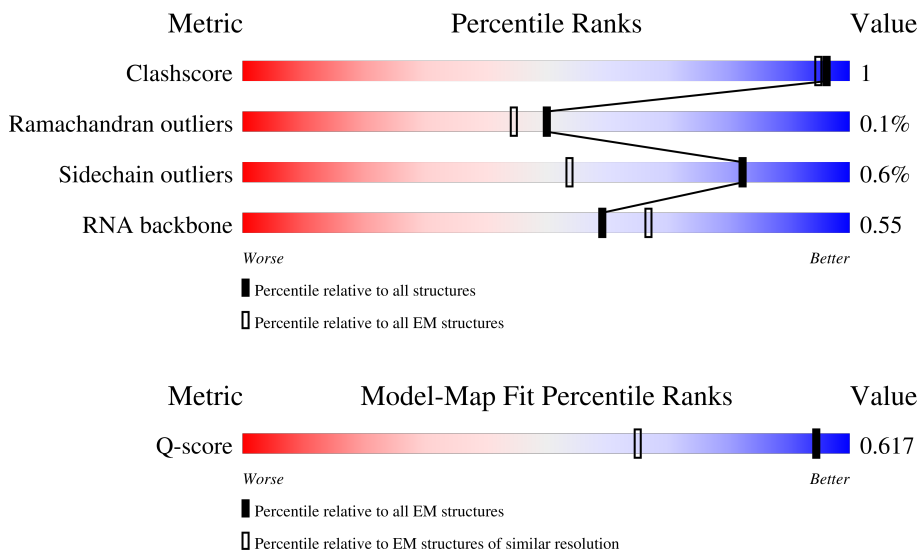 Metric Percentile Ranks Value
Clashscore 1
Ramachandran outliers 0.1%
Sidechain outliers 0.6%
RNA backbone 0.55
Worse Better
Percentile relative to all structures
Percentile relative to all EM structures
Metric Model-Map Fit Percentile Ranks Value
Q-score 0.617
Worse Better
Percentile relative to all EM structures
Percentile relative to EM structures of similar resolution